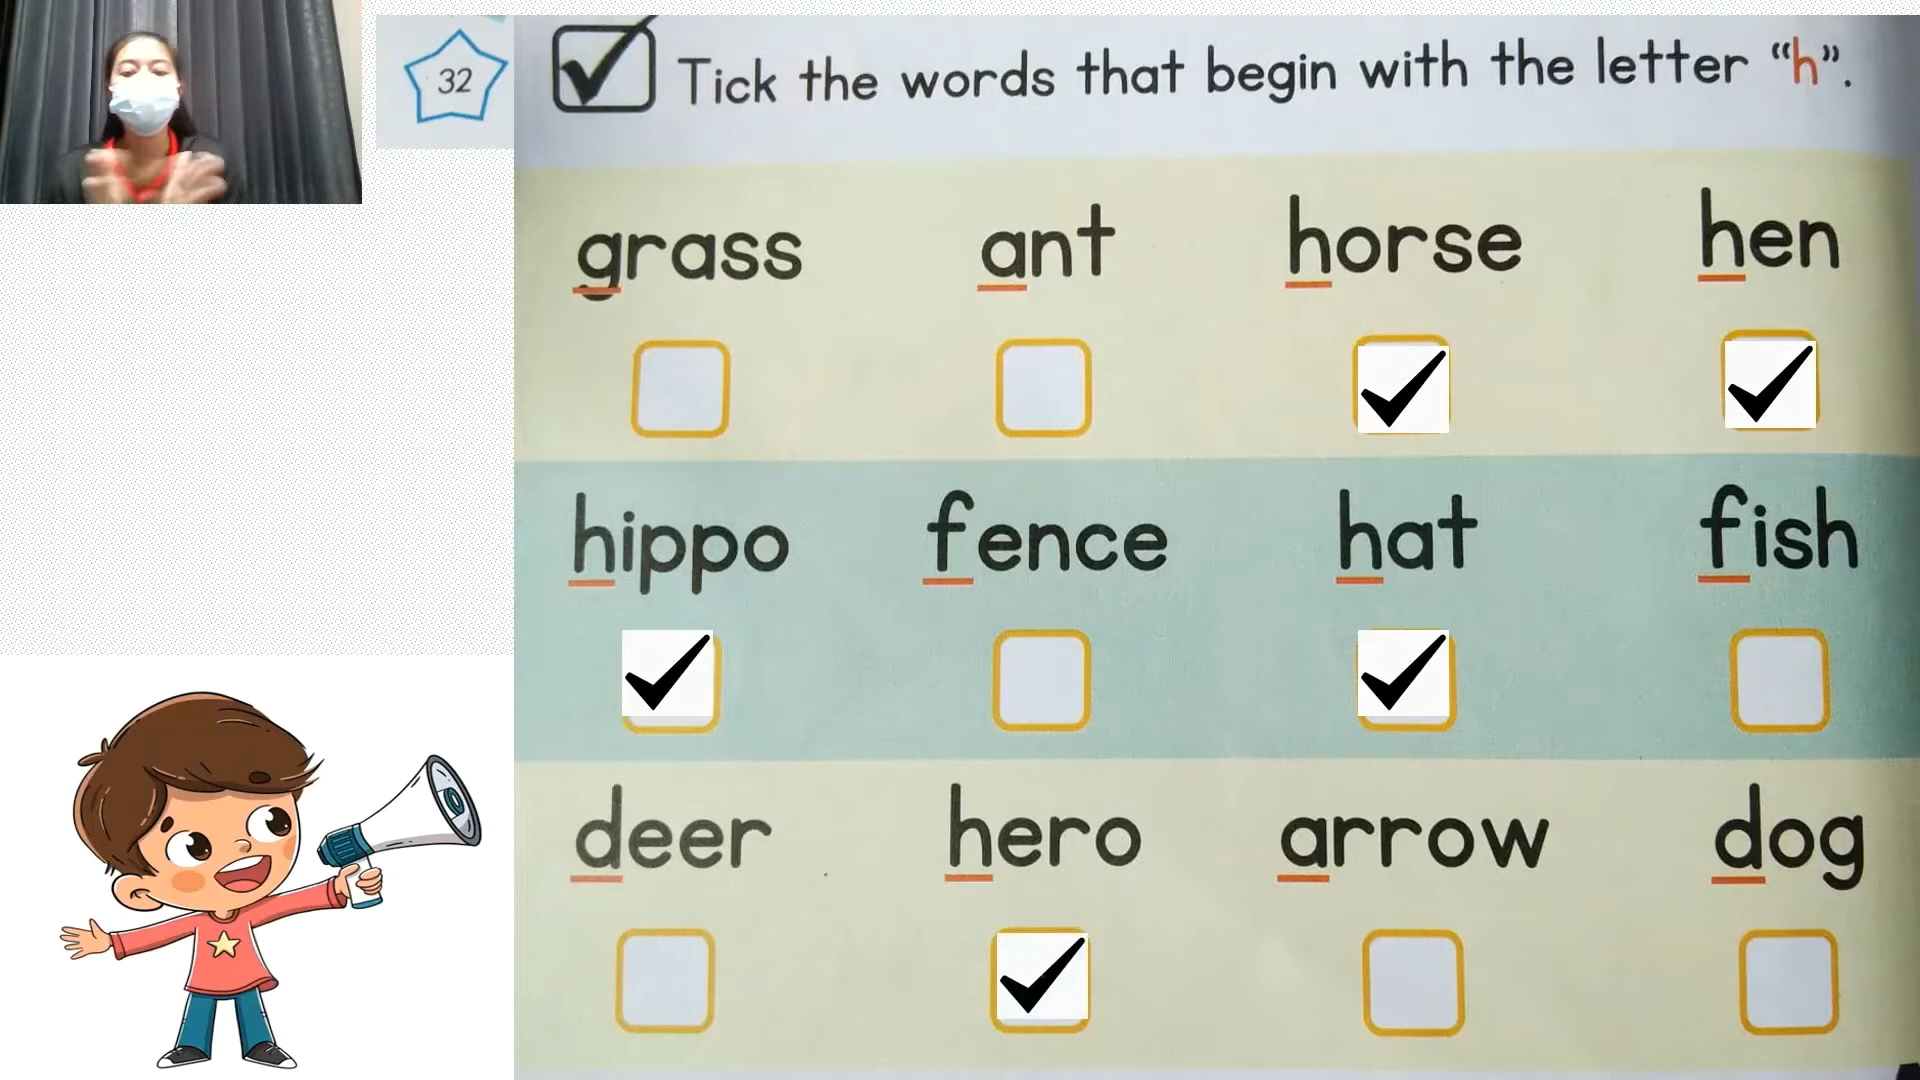 32
Tick the words that begin with the letter “h”.
grass ant horse hen
hippo fence hat fish
deer hero arrow dog